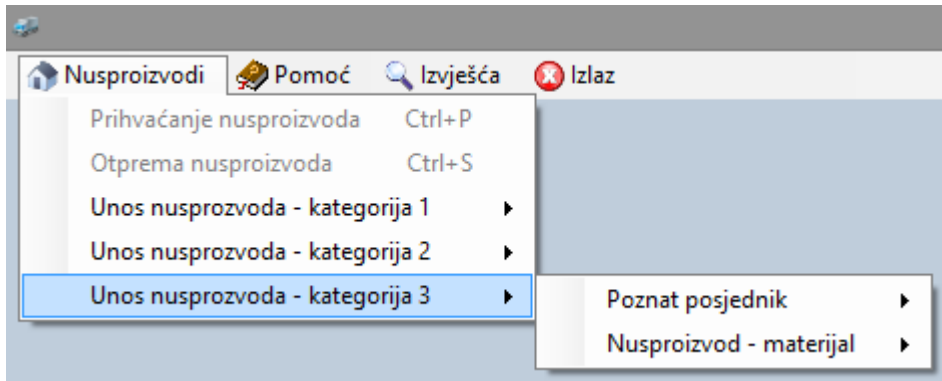 Nusproizvodi Pomoć Izvješća Izlaz
Prihvaćanje nusproizvoda Ctrl+P
Otprema nusproizvoda Ctrl+S
Unos nusprozvoda - kategorija 1
Unos nusprozvoda - kategorija 2
Unos nusprozvoda - kategorija 3
Poznat posjednik
Nusproizvod - materijal